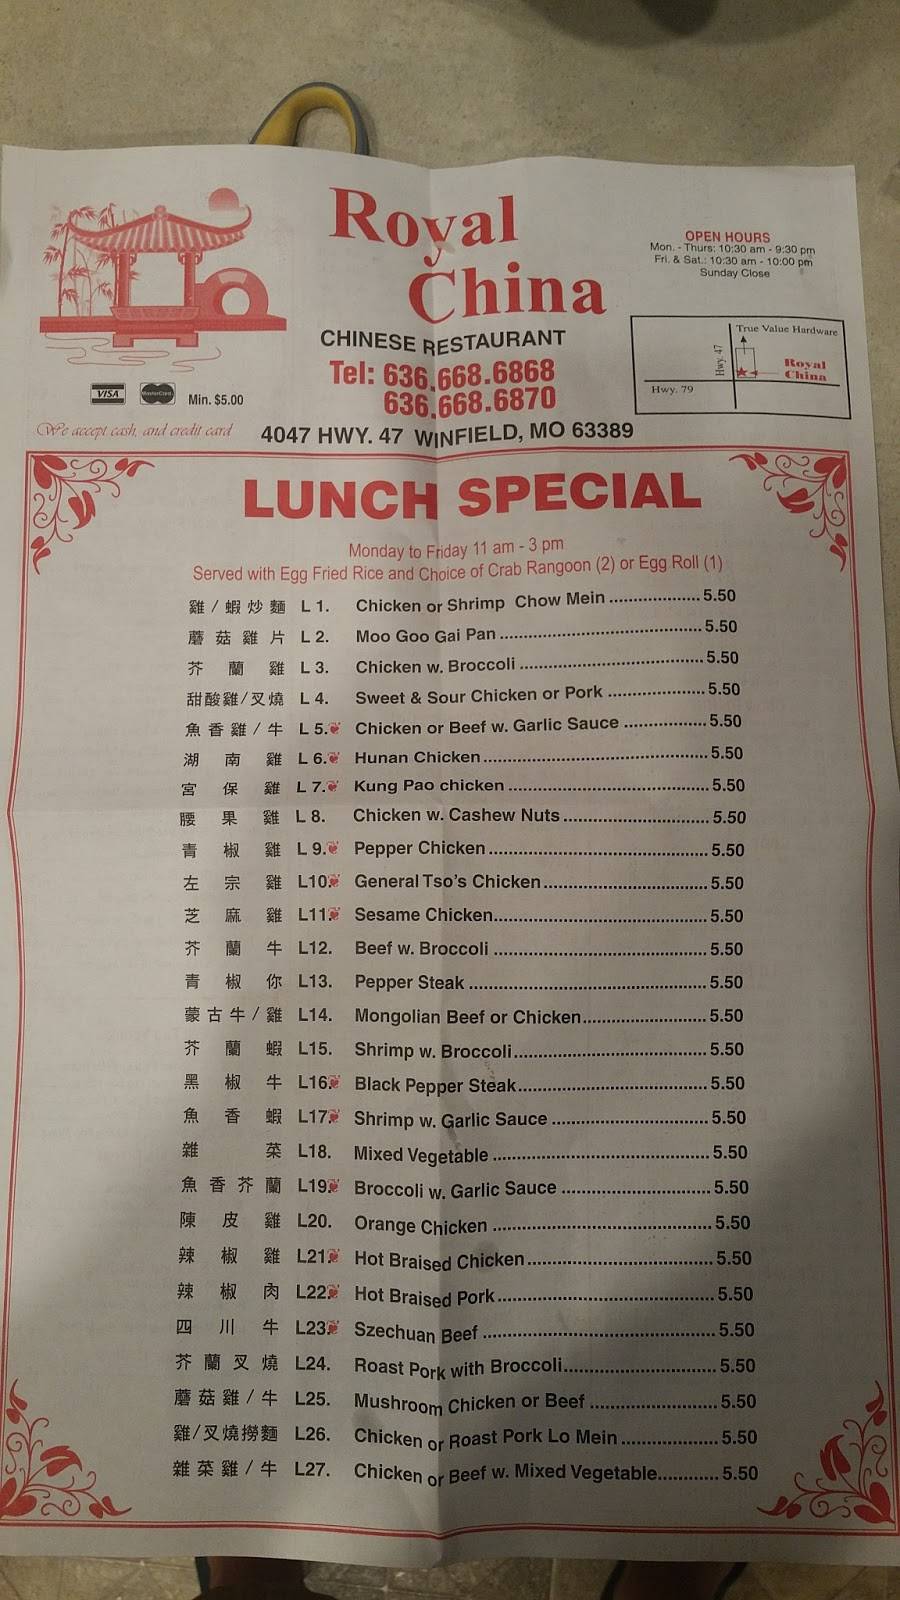 Royal
China
CHINESE RESTAURANT
Tel: 636.668.6868
636.668.6870
4047 HWY. 47 WINFIELD, MO 63389
OPEN HOURS
Mon. - Thurs: 10:30 am - 9:30 pm
Fri. & Sat.: 10:30 am - 10:00 pm
Sunday Close
True Value Hardware
Hwy. 47
Royal
China
Hwy. 79
VISA MasterCard Min. $5.00
We accept cash, and credit card
LUNCH SPECIAL
Monday to Friday 11 am - 3 pm
Served with Egg Fried Rice and Choice of Crab Rangoon (2) or Egg Roll (1)
雞/蝦炒麵 L 1. Chicken or Shrimp Chow Mein 5.50
蘑菇雞片 L 2. Moo Goo Gai Pan 5.50
芥蘭雞 L 3. Chicken w. Broccoli 5.50
甜酸雞/叉燒 L 4. Sweet & Sour Chicken or Pork 5.50
魚香雞/牛 L 5. Chicken or Beef w. Garlic Sauce 5.50
湖南雞 L 6. Hunan Chicken 5.50
宮保雞 L 7. Kung Pao chicken 5.50
腰果雞 L 8. Chicken w. Cashew Nuts 5.50
青椒雞 L 9. Pepper Chicken 5.50
左宗雞 L10. General Tso's Chicken 5.50
芝麻雞 L11. Sesame Chicken 5.50
芥蘭牛 L12. Beef w. Broccoli 5.50
青椒你 L13. Pepper Steak 5.50
蒙古牛/雞 L14. Mongolian Beef or Chicken 5.50
芥蘭蝦 L15. Shrimp w. Broccoli 5.50
黑椒牛 L16. Black Pepper Steak 5.50
魚香蝦 L17. Shrimp w. Garlic Sauce 5.50
雜菜 L18. Mixed Vegetable 5.50
魚香芥蘭 L19. Broccoli w. Garlic Sauce 5.50
陳皮雞 L20. Orange Chicken 5.50
辣椒雞 L21. Hot Braised Chicken 5.50
辣椒肉 L22. Hot Braised Pork 5.50
四川牛 L23. Szechuan Beef 5.50
芥蘭叉燒 L24. Roast Pork with Broccoli 5.50
蘑菇雞/牛 L25. Mushroom Chicken or Beef 5.50
雞/叉燒撈麵 L26. Chicken or Roast Pork Lo Mein 5.50
雜菜雞/牛 L27. Chicken or Beef w. Mixed Vegetable 5.50